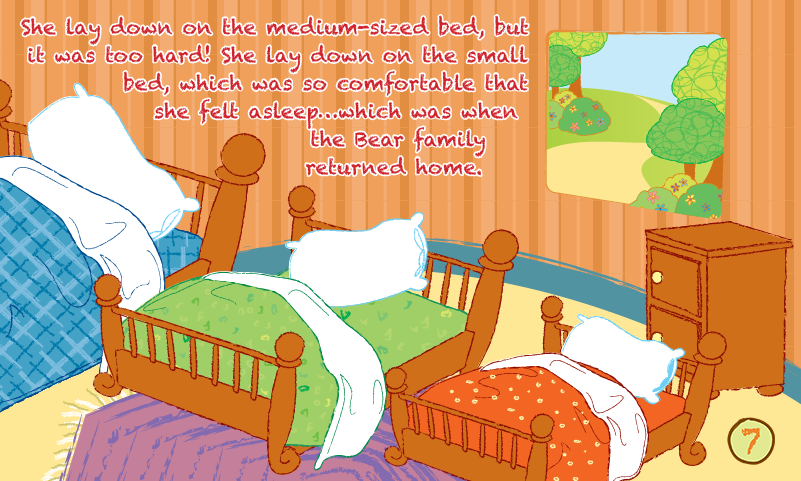 She lay down on the medium-sized bed, but
it was too hard! She lay down on the small
bed, which was so comfortable that
she felt asleep...which was when
the Bear family
returned home.
7